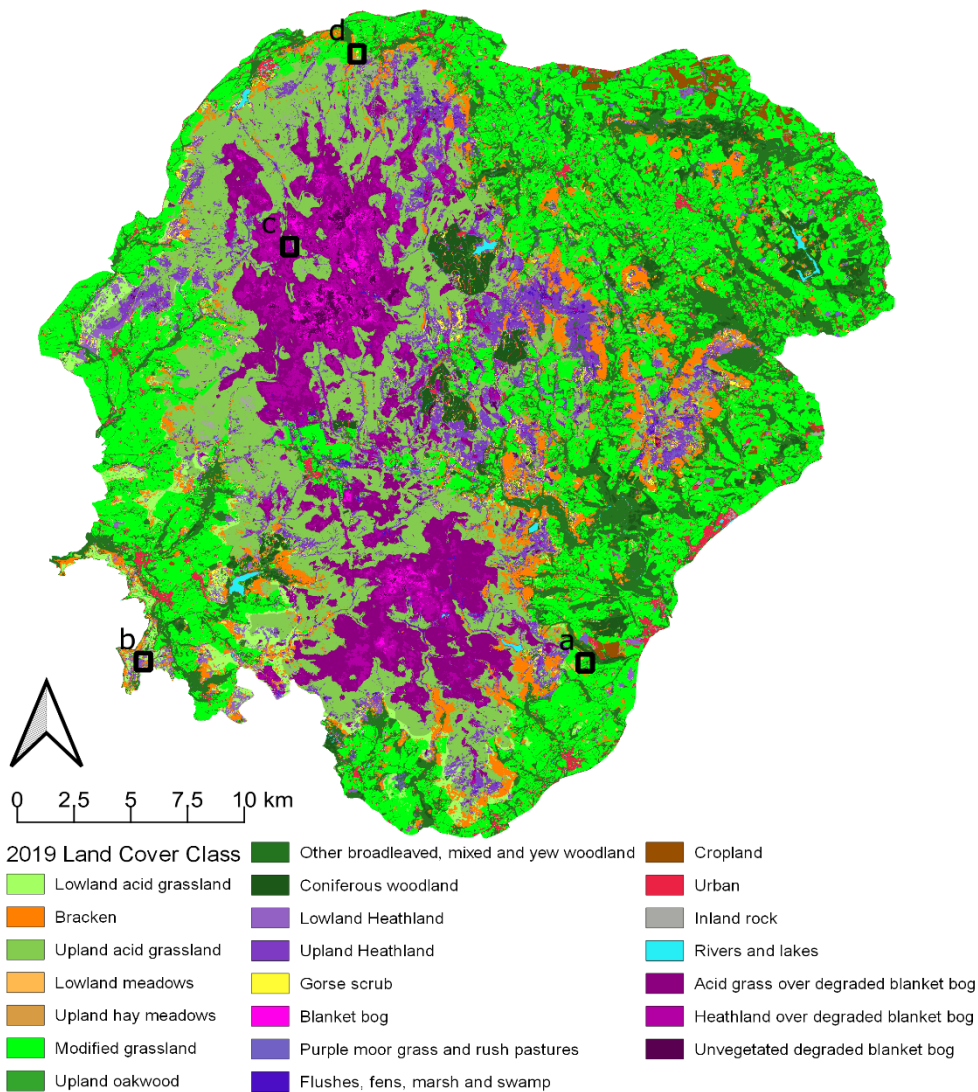 d
c
b
a
0 2,5 5 7,5 10 km
2019 Land Cover Class
Lowland acid grassland
Bracken
Upland acid grassland
Lowland meadows
Upland hay meadows
Modified grassland
Upland oakwood
Other broadleaved, mixed and yew woodland
Coniferous woodland
Lowland Heathland
Upland Heathland
Gorse scrub
Blanket bog
Purple moor grass and rush pastures
Flushes, fens, marsh and swamp
Cropland
Urban
Inland rock
Rivers and lakes
Acid grass over degraded blanket bog
Heathland over degraded blanket bog
Unvegetated degraded blanket bog